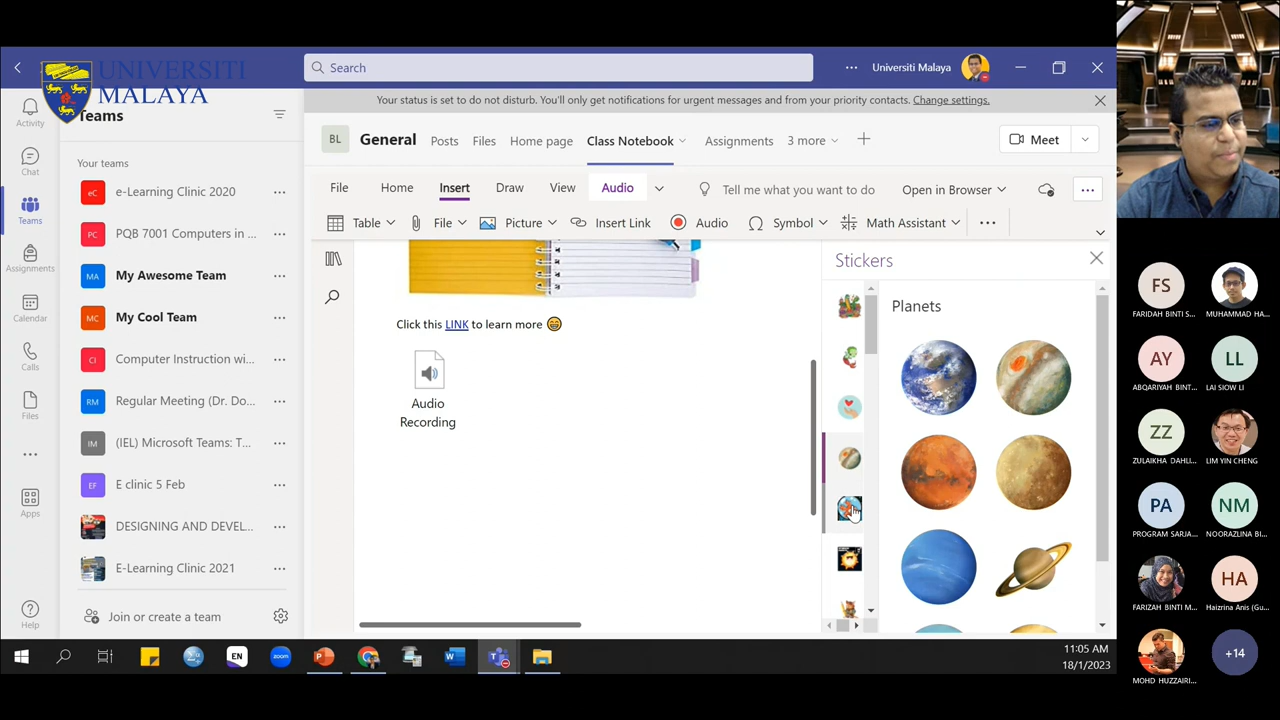 UNIVERSITI
MALAYA
Search
Universiti Malaya
Your status is set to do not disturb. You'll only get notifications for urgent messages and from your priority contacts. Change settings.
Activity
Chat
Teams
Assignments
Calendar
Calls
Files
Apps
Help
Teams
Your teams
eC e-Learning Clinic 2020
PC PQB 7001 Computers in ...
MA My Awesome Team
MC My Cool Team
CI Computer Instruction wi...
RM Regular Meeting (Dr. Do...
IM (IEL) Microsoft Teams: T...
EF E clinic 5 Feb
DESIGNING AND DEVEL...
E-Learning Clinic 2021
Join or create a team
BL General Posts Files Home page Class Notebook Assignments 3 more Meet
File Home Insert Draw View Audio Tell me what you want to do Open in Browser
Table File Picture Insert Link Audio Symbol Math Assistant
Click this LINK to learn more
Audio
Recording
Stickers
Planets
EN
zoom
11:05 AM
18/1/2023
FS
FARIDAH BINTI S...
MUHAMMAD HA...
AY
ABQARIYAH BINT...
LL
LAI SIOW LI
ZZ
ZULAIKHA DAHLI...
LIM YIN CHENG
PA
PROGRAM SARJA...
NM
NOORAZLINA BI...
FARIZAH BINTI M...
HA
Haizrina Anis (Gu...
MOHD HUZZAIRI...
+14